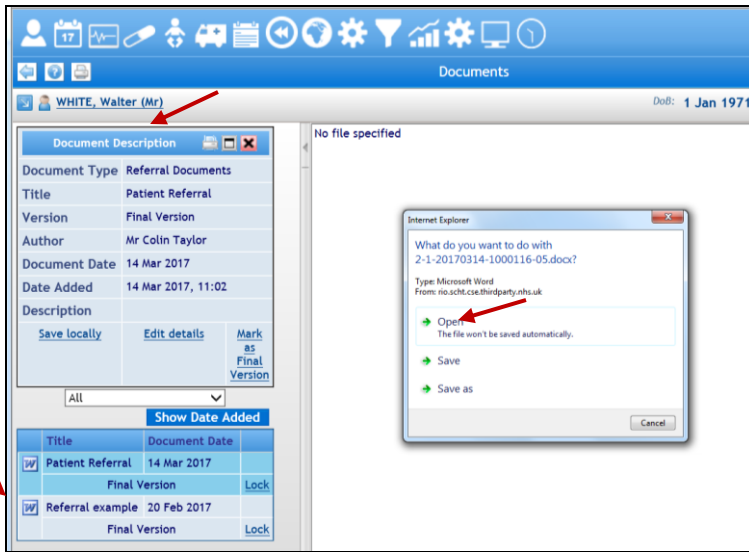 17
Documents
WHITE, Walter (Mr)
DoB: 1 Jan 1971
Document Description
Document Type Referral Documents
Title Patient Referral
Version Final Version
Author Mr Colin Taylor
Document Date 14 Mar 2017
Date Added 14 Mar 2017, 11:02
Description
Save locally Edit details Mark
as
Final
Version
All
Show Date Added
Title Document Date
W Patient Referral 14 Mar 2017
Final Version Lock
W Referral example 20 Feb 2017
Final Version Lock
No file specified
Internet Explorer
What do you want to do with
2-1-20170314-1000116-05.docx?
Type: Microsoft Word
From: rio.scht.cse.thirdparty.nhs.uk
Open
The file won't be saved automatically.
Save
Save as
Cancel